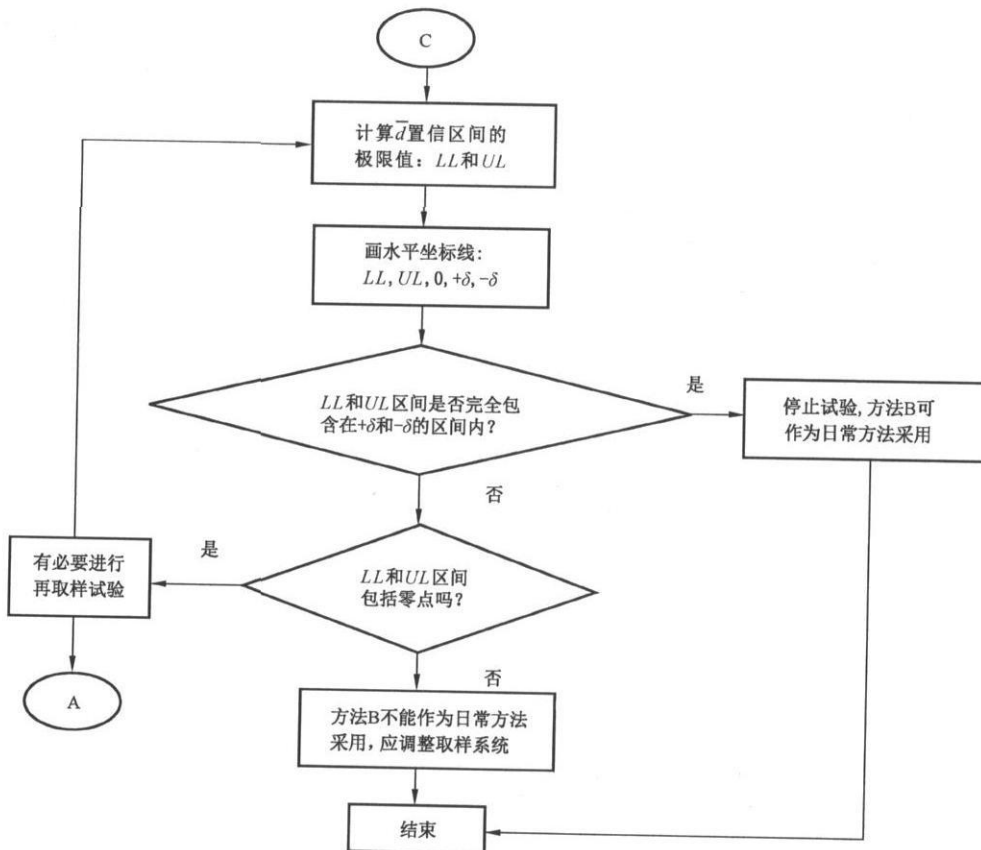 C
计算d̄置信区间的
极限值：LL和UL
画水平坐标线：
LL, UL, 0, +δ, -δ
LL和UL区间是否完全包
含在+δ和-δ的区间内？
是
停止试验，方法B可
作为日常方法采用
否
LL和UL区间
包括零点吗？
是
有必要进行
再取样试验
A
否
方法B不能作为日常方法
采用，应调整取样系统
结束